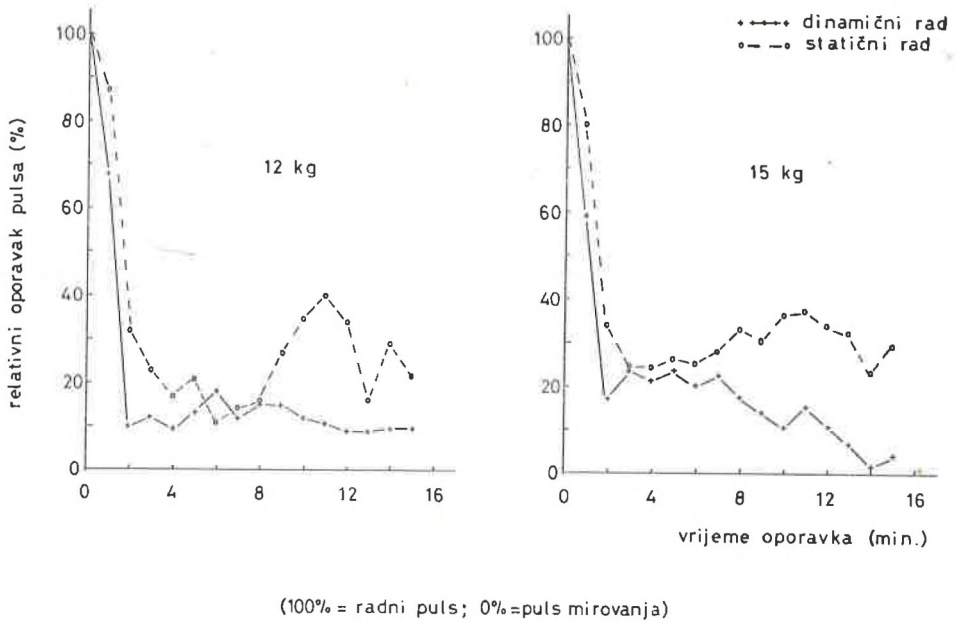 dinamični rad
statični rad
relativni oporavak pulsa (%)
100
80
60
40
20
0
12 kg
0 4 8 12 16
100
80
60
40
20
0
15 kg
0 4 8 12 16
vrijeme oporavka (min.)
(100% = radni puls; 0%=puls mirovanja)